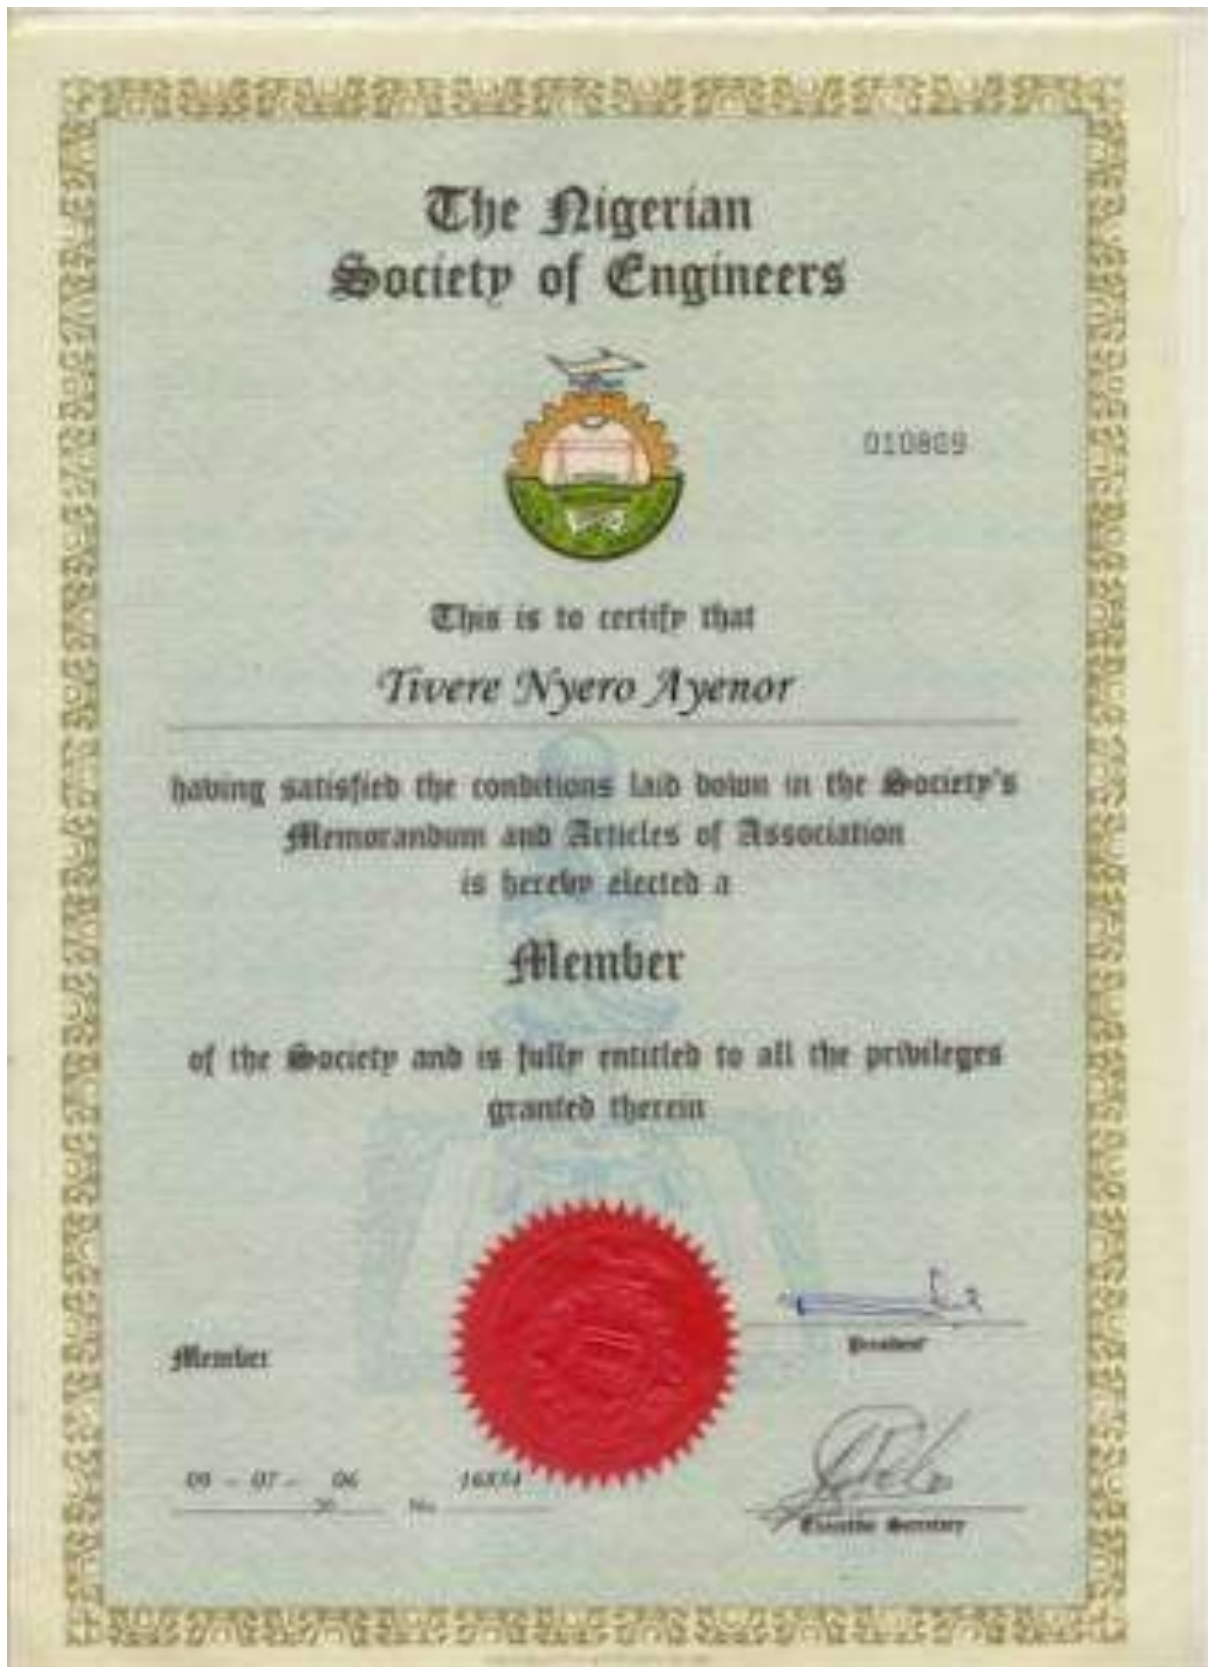 The Nigerian
Society of Engineers
010809
This is to certify that
Tivere Nyero Ayenor
having satisfied the conditions laid down in the Society's
Memorandum and Articles of Association
is hereby elected a
Member
of the Society and is fully entitled to all the privileges
granted therein
President
Member
09 - 07 - 06
20 No.
Executive Secretary